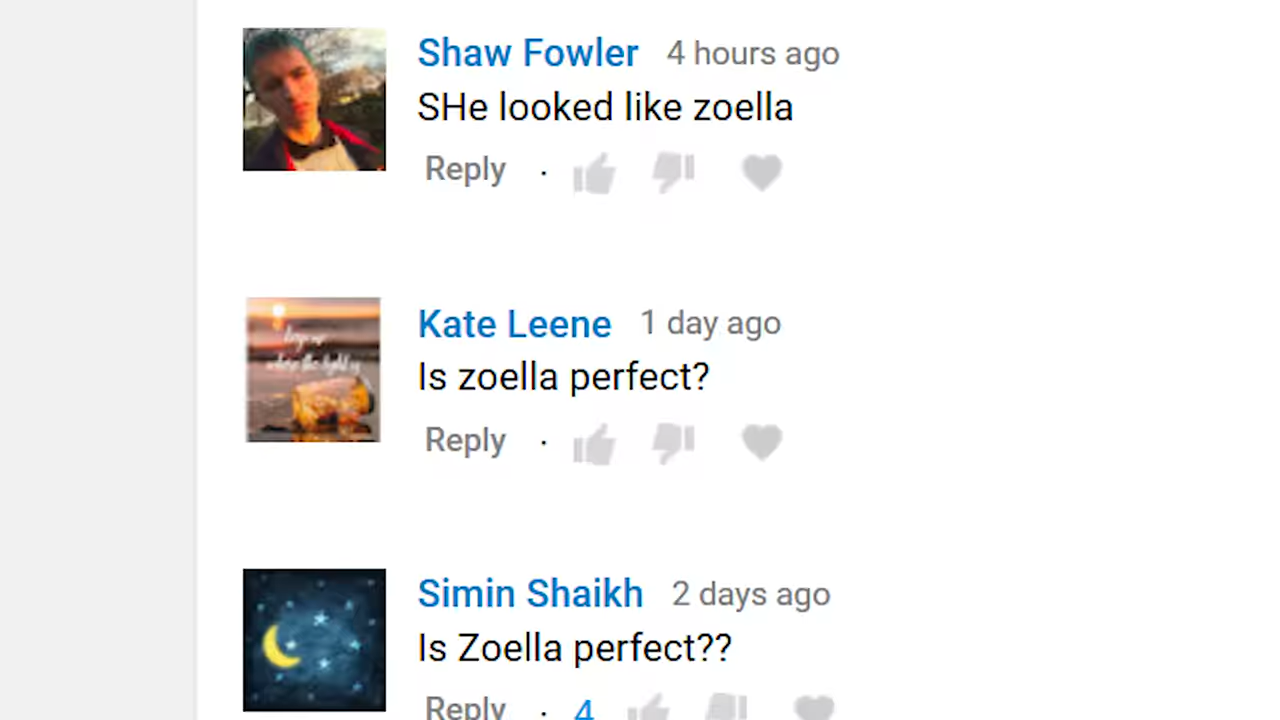 Shaw Fowler 4 hours ago
SHe looked like zoella
Reply ·
Kate Leene 1 day ago
Is zoella perfect?
Reply ·
Simin Shaikh 2 days ago
Is Zoella perfect??
Reply · 4